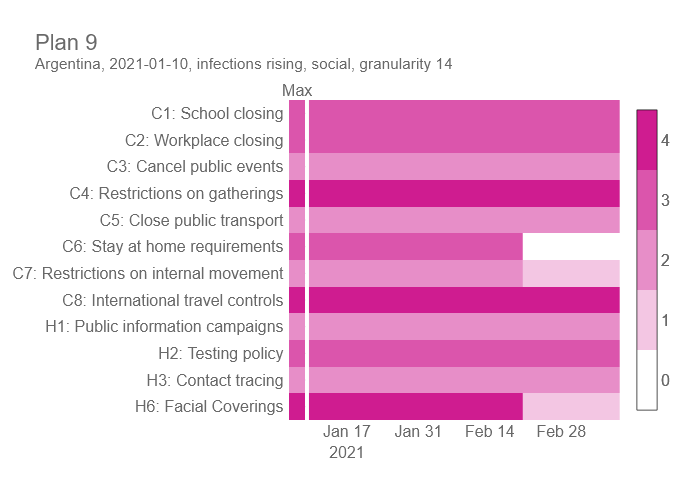 Plan 9
Argentina, 2021-01-10, infections rising, social, granularity 14
Max
C1: School closing
C2: Workplace closing
C3: Cancel public events
C4: Restrictions on gatherings
C5: Close public transport
C6: Stay at home requirements
C7: Restrictions on internal movement
C8: International travel controls
H1: Public information campaigns
H2: Testing policy
H3: Contact tracing
H6: Facial Coverings
Jan 17 Jan 31 Feb 14 Feb 28
2021
4
3
2
1
0